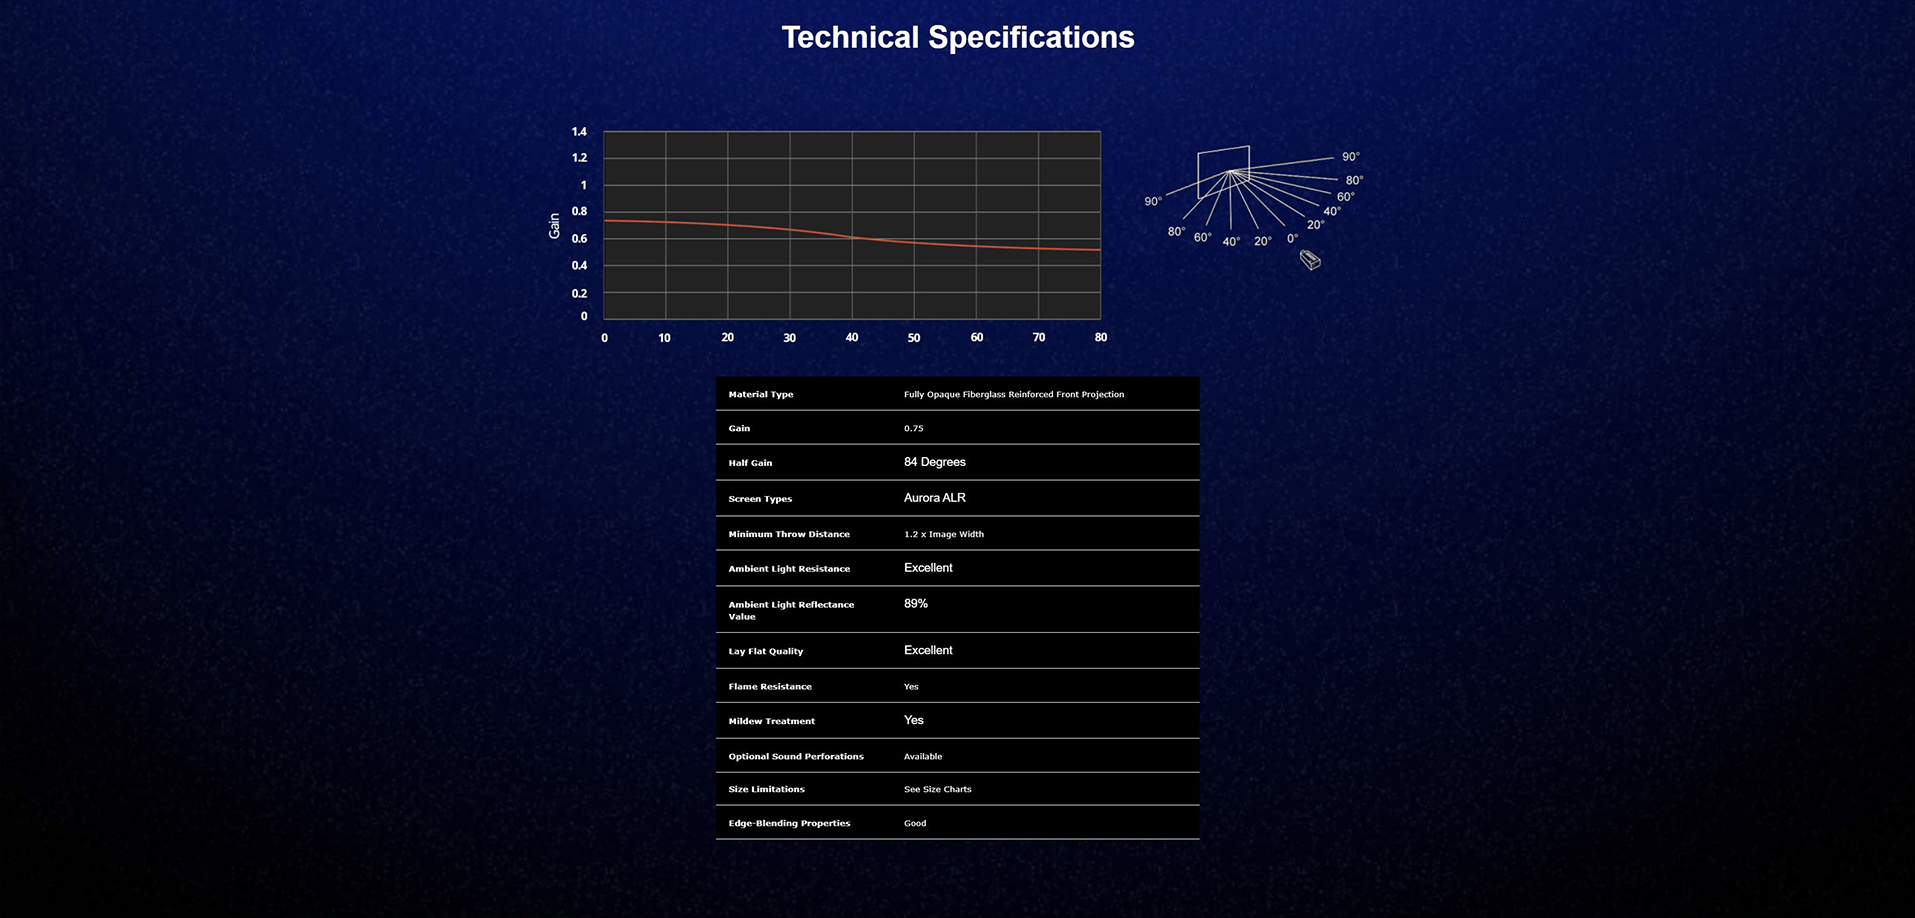 Technical Specifications
1.4
1.2
1
0.8
0.6
0.4
0.2
0
Gain
0 10 20 30 40 50 60 70 80
90°
80°
60°
40°
20°
0°
20°
40°
60°
80°
90°
Material Type Fully Opaque Fiberglass Reinforced Front Projection
Gain 0.75
Half Gain 84 Degrees
Screen Types Aurora ALR
Minimum Throw Distance 1.2 x Image Width
Ambient Light Resistance Excellent
Ambient Light Reflectance 89%
Value
Lay Flat Quality Excellent
Flame Resistance Yes
Mildew Treatment Yes
Optional Sound Perforations Available
Size Limitations See Size Charts
Edge-Blending Properties Good